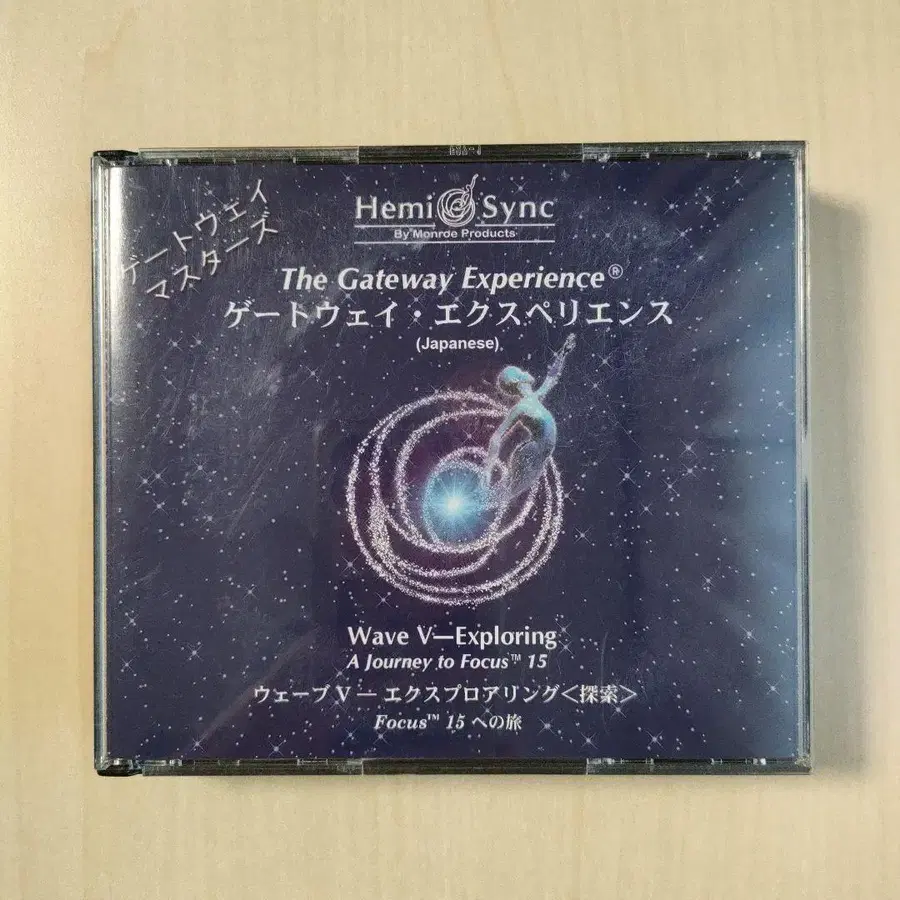 ゲートウェイ
マスターズ
Hemi Sync
By Monroe Products
The Gateway Experience®
ゲートウェイ・エクスペリエンス
(Japanese)
Wave V—Exploring
A Journey to Focus™ 15
ウェーブ V — エクスプロアリング<探索>
Focus™ 15 への旅